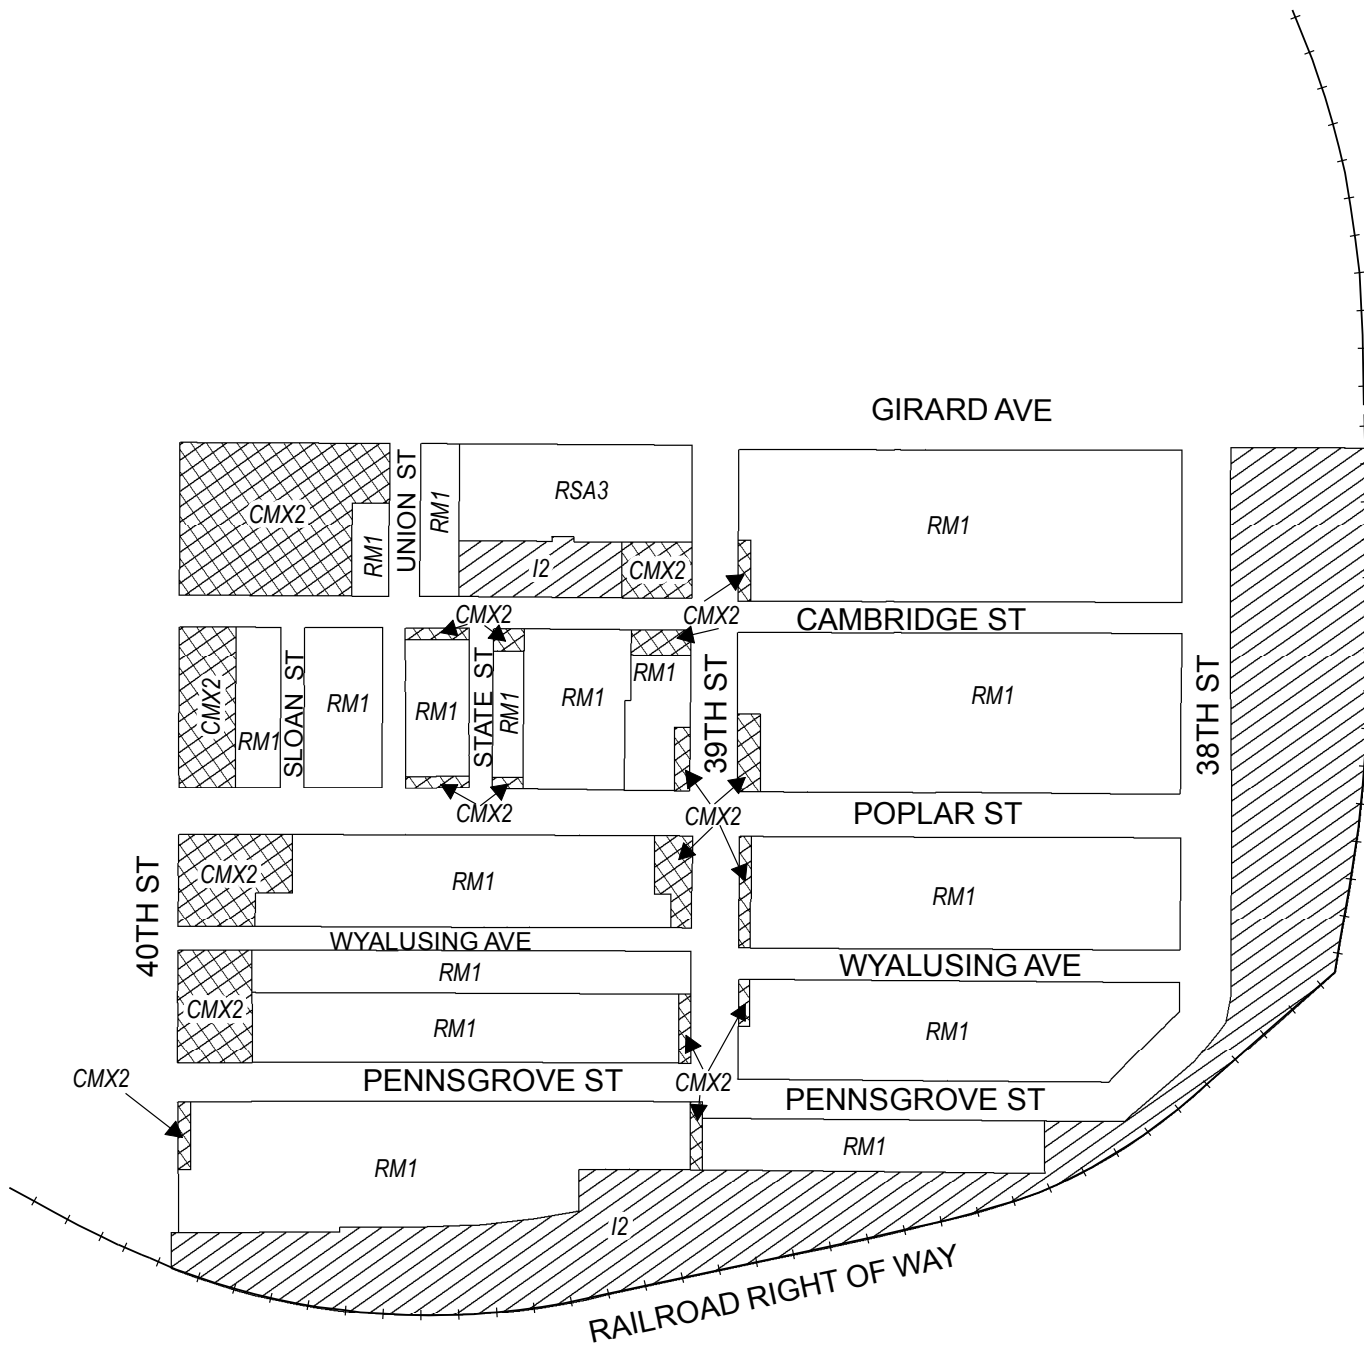 GIRARD AVE
UNION ST
RM1
RSA3
CMX2
RM1
RM1
I2
CMX2
CMX2
CMX2
CAMBRIDGE ST
SLOAN ST
STATE ST
39TH ST
38TH ST
CMX2
RM1
RM1
RM1
RM1
RM1
RM1
RM1
CMX2
CMX2
POPLAR ST
40TH ST
CMX2
RM1
RM1
WYALUSING AVE
WYALUSING AVE
RM1
CMX2
RM1
RM1
CMX2
PENNSGROVE ST
CMX2
PENNSGROVE ST
RM1
RM1
I2
RAILROAD RIGHT OF WAY